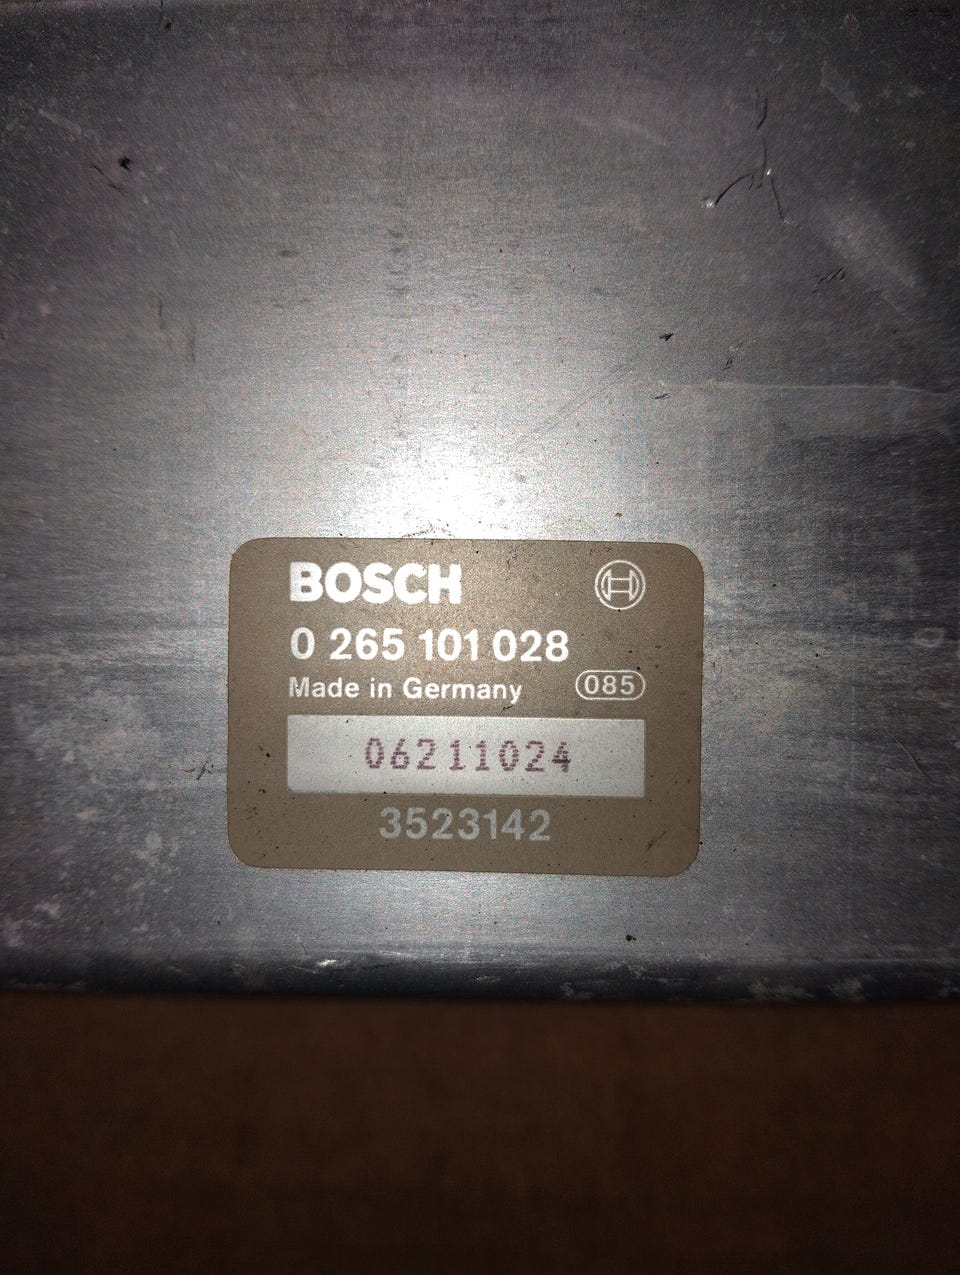 BOSCH
0 265 101 028
Made in Germany 085
06211024
3523142